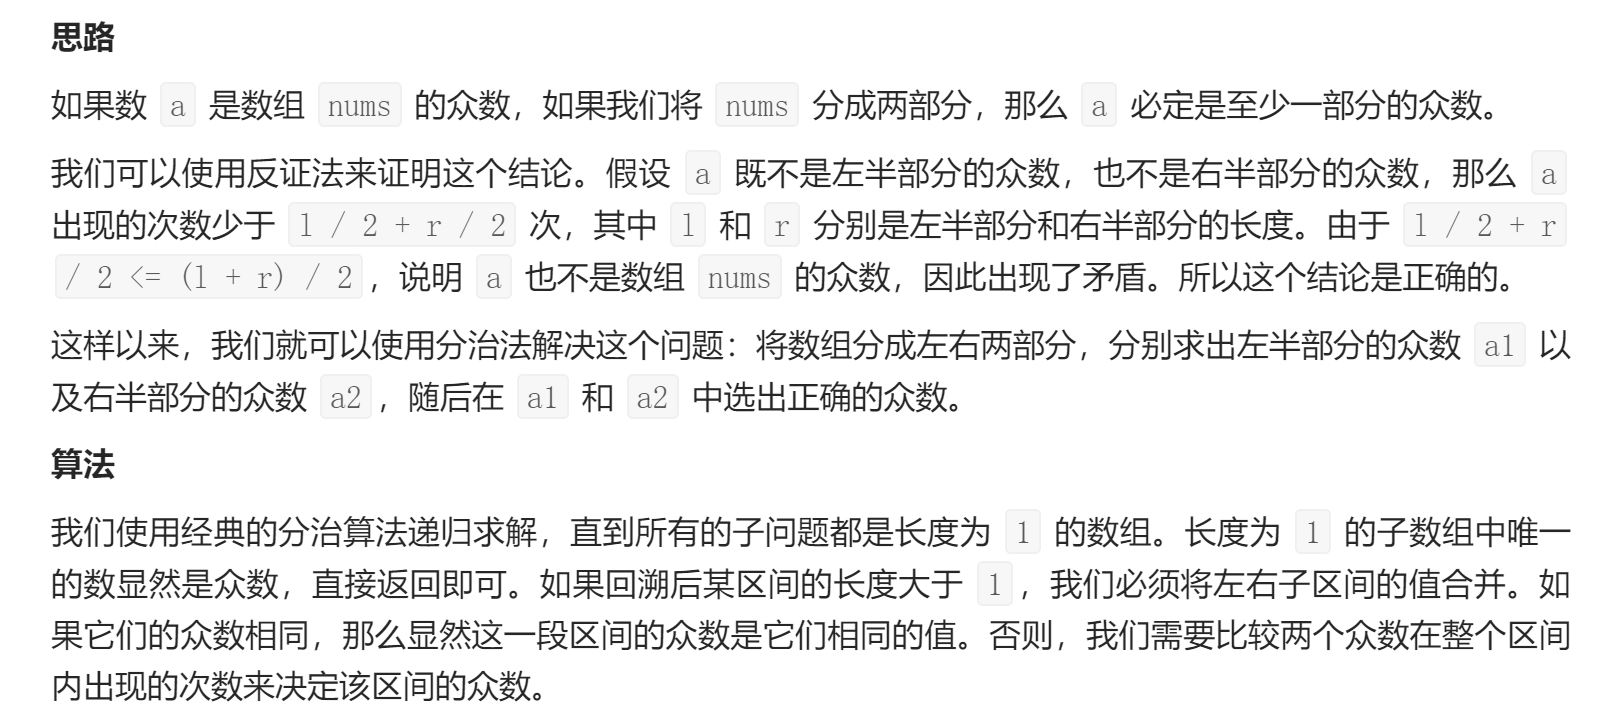 思路
如果数 a 是数组 nums 的众数，如果我们将 nums 分成两部分，那么 a 必定是至少一部分的众数。
我们可以使用反证法来证明这个结论。假设 a 既不是左半部分的众数，也不是右半部分的众数，那么 a
出现的次数少于 l / 2 + r / 2 次，其中 l 和 r 分别是左半部分和右半部分的长度。由于 l / 2 + r
/ 2 <= (l + r) / 2，说明 a 也不是数组 nums 的众数，因此出现了矛盾。所以这个结论是正确的。
这样以来，我们就可以使用分治法解决这个问题：将数组分成左右两部分，分别求出左半部分的众数 a1 以
及右半部分的众数 a2，随后在 a1 和 a2 中选出正确的众数。
算法
我们使用经典的分治算法递归求解，直到所有的子问题都是长度为 1 的数组。长度为 1 的子数组中唯一
的数显然是众数，直接返回即可。如果回溯后某区间的长度大于 1，我们必须将左右子区间的值合并。如
果它们的众数相同，那么显然这一段区间的众数是它们相同的值。否则，我们需要比较两个众数在整个区间
内出现的次数来决定该区间的众数。